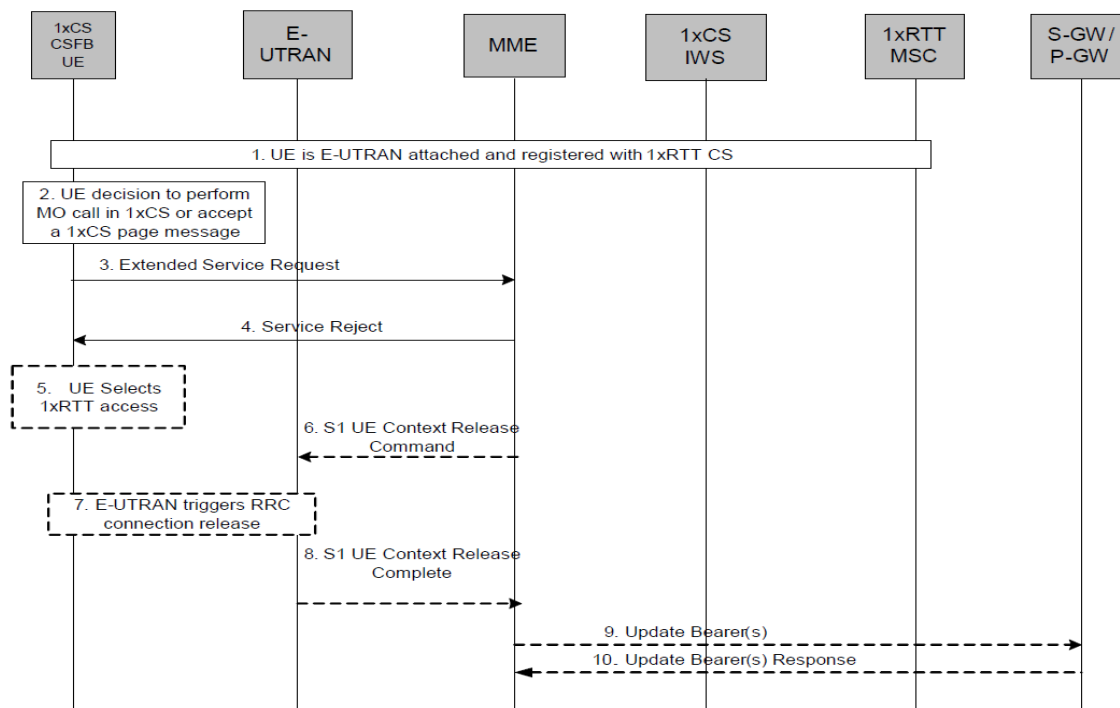 1xCS
CSFB
UE
E-
UTRAN
MME
1xCS
IWS
1xRTT
MSC
S-GW/
P-GW
1. UE is E-UTRAN attached and registered with 1xRTT CS
2. UE decision to perform
MO call in 1xCS or accept
a 1xCS page message
3. Extended Service Request
4. Service Reject
5. UE Selects
1xRTT access
6. S1 UE Context Release
Command
7. E-UTRAN triggers RRC
connection release
8. S1 UE Context Release
Complete
9. Update Bearer(s)
10.. Update Bearer(s) Response